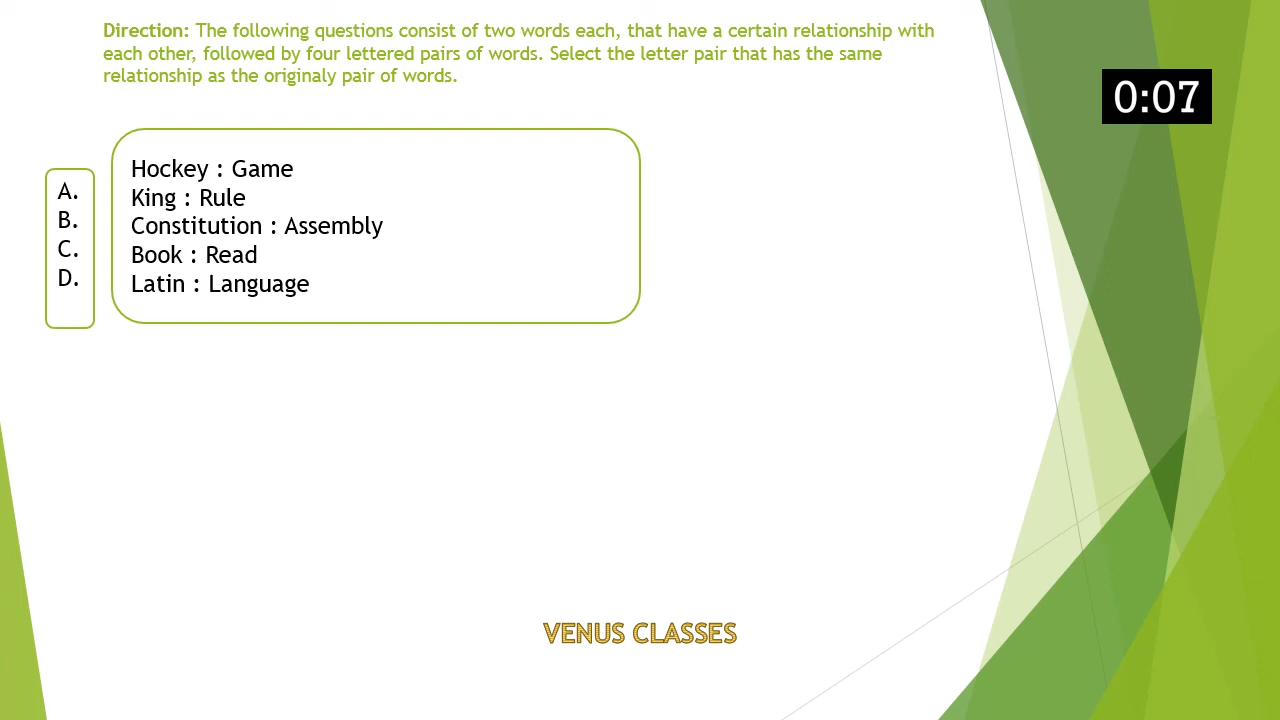 Direction: The following questions consist of two words each, that have a certain relationship with
each other, followed by four lettered pairs of words. Select the letter pair that has the same
relationship as the originaly pair of words.
0:07
Hockey : Game
A.
King : Rule
B.
Constitution : Assembly
C.
Book : Read
D.
Latin : Language
VENUS CLASSES